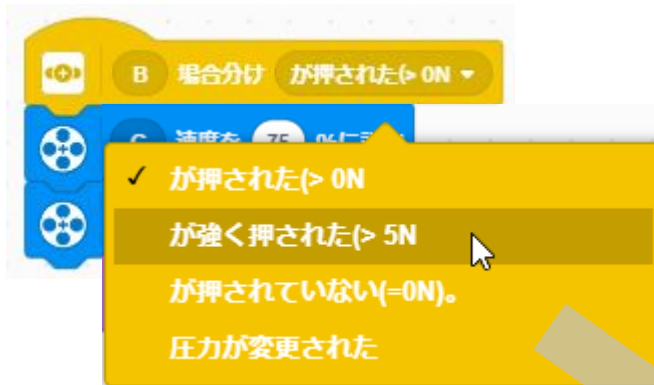 B 場合分け が押された(> 0N
C 速度を 75 %に
✓ が押された(> 0N
が強く押された(> 5N
が押されていない(=0N)。
圧力が変更された